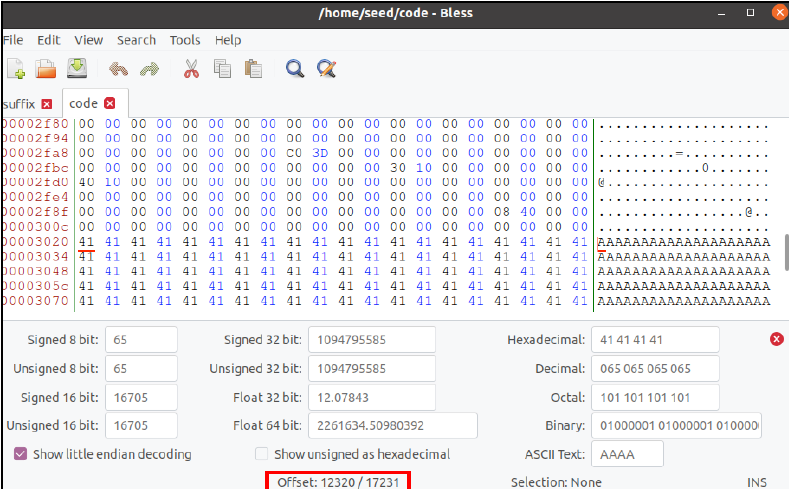 /home/seed/code - Bless
File Edit View Search Tools Help
suffix code
00002f80 00 00 00 00 00 00 00 00 00 00 00 00 00 00 00 00 00 00 00 00 ....................
00002f94 00 00 00 00 00 00 00 00 00 00 00 00 00 00 00 00 00 00 00 00 ....................
00002fa8 00 00 00 00 00 00 00 00 C0 3D 00 00 00 00 00 00 00 00 00 00 .........=..........
00002fbc 00 00 00 00 00 00 00 00 00 00 00 00 30 10 00 00 00 00 00 00 ............0.......
00002fd0 40 10 00 00 00 00 00 00 00 00 00 00 00 00 00 00 00 00 00 00 @...................
00002fe4 00 00 00 00 00 00 00 00 00 00 00 00 00 00 00 00 00 00 00 00 ....................
00002f8f 00 00 00 00 00 00 00 00 00 00 00 00 00 00 00 00 08 40 00 00 .................@..
0000300c 00 00 00 00 00 00 00 00 00 00 00 00 00 00 00 00 00 00 00 00 ....................
00003020 41 41 41 41 41 41 41 41 41 41 41 41 41 41 41 41 41 41 41 41 AAAAAAAAAAAAAAAAAAAA
00003034 41 41 41 41 41 41 41 41 41 41 41 41 41 41 41 41 41 41 41 41 AAAAAAAAAAAAAAAAAAAA
00003048 41 41 41 41 41 41 41 41 41 41 41 41 41 41 41 41 41 41 41 41 AAAAAAAAAAAAAAAAAAAA
0000305c 41 41 41 41 41 41 41 41 41 41 41 41 41 41 41 41 41 41 41 41 AAAAAAAAAAAAAAAAAAAA
00003070 41 41 41 41 41 41 41 41 41 41 41 41 41 41 41 41 41 41 41 41 AAAAAAAAAAAAAAAAAAAA
Signed 8 bit: 65 Signed 32 bit: 1094795585 Hexadecimal: 41 41 41 41
Unsigned 8 bit: 65 Unsigned 32 bit: 1094795585 Decimal: 065 065 065 065
Signed 16 bit: 16705 Float 32 bit: 12.07843 Octal: 101 101 101 101
Unsigned 16 bit: 16705 Float 64 bit: 2261634.50980392 Binary: 01000001 01000001 010000
Show little endian decoding Show unsigned as hexadecimal ASCII Text: AAAA
Offset: 12320 / 17231 Selection: None INS